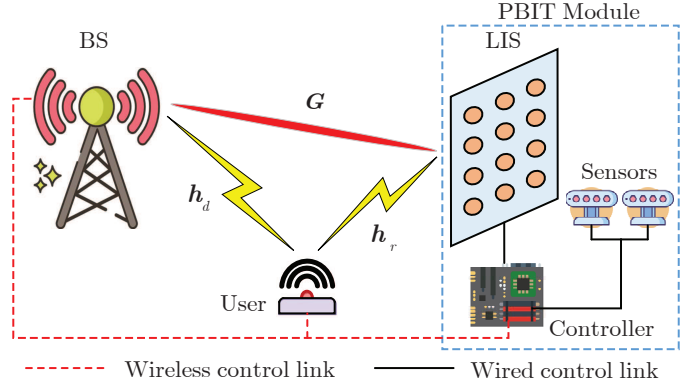 PBIT Module
BS
LIS
G
Sensors
h_d
h_r
User
Controller
Wireless control link
Wired control link